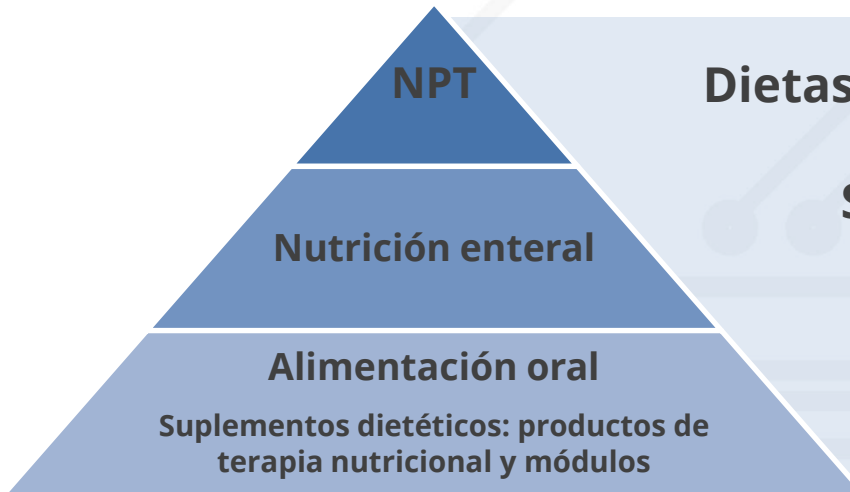 NPT
Dietas
Nutrición enteral
Alimentación oral
Suplementos dietéticos: productos de
terapia nutricional y módulos